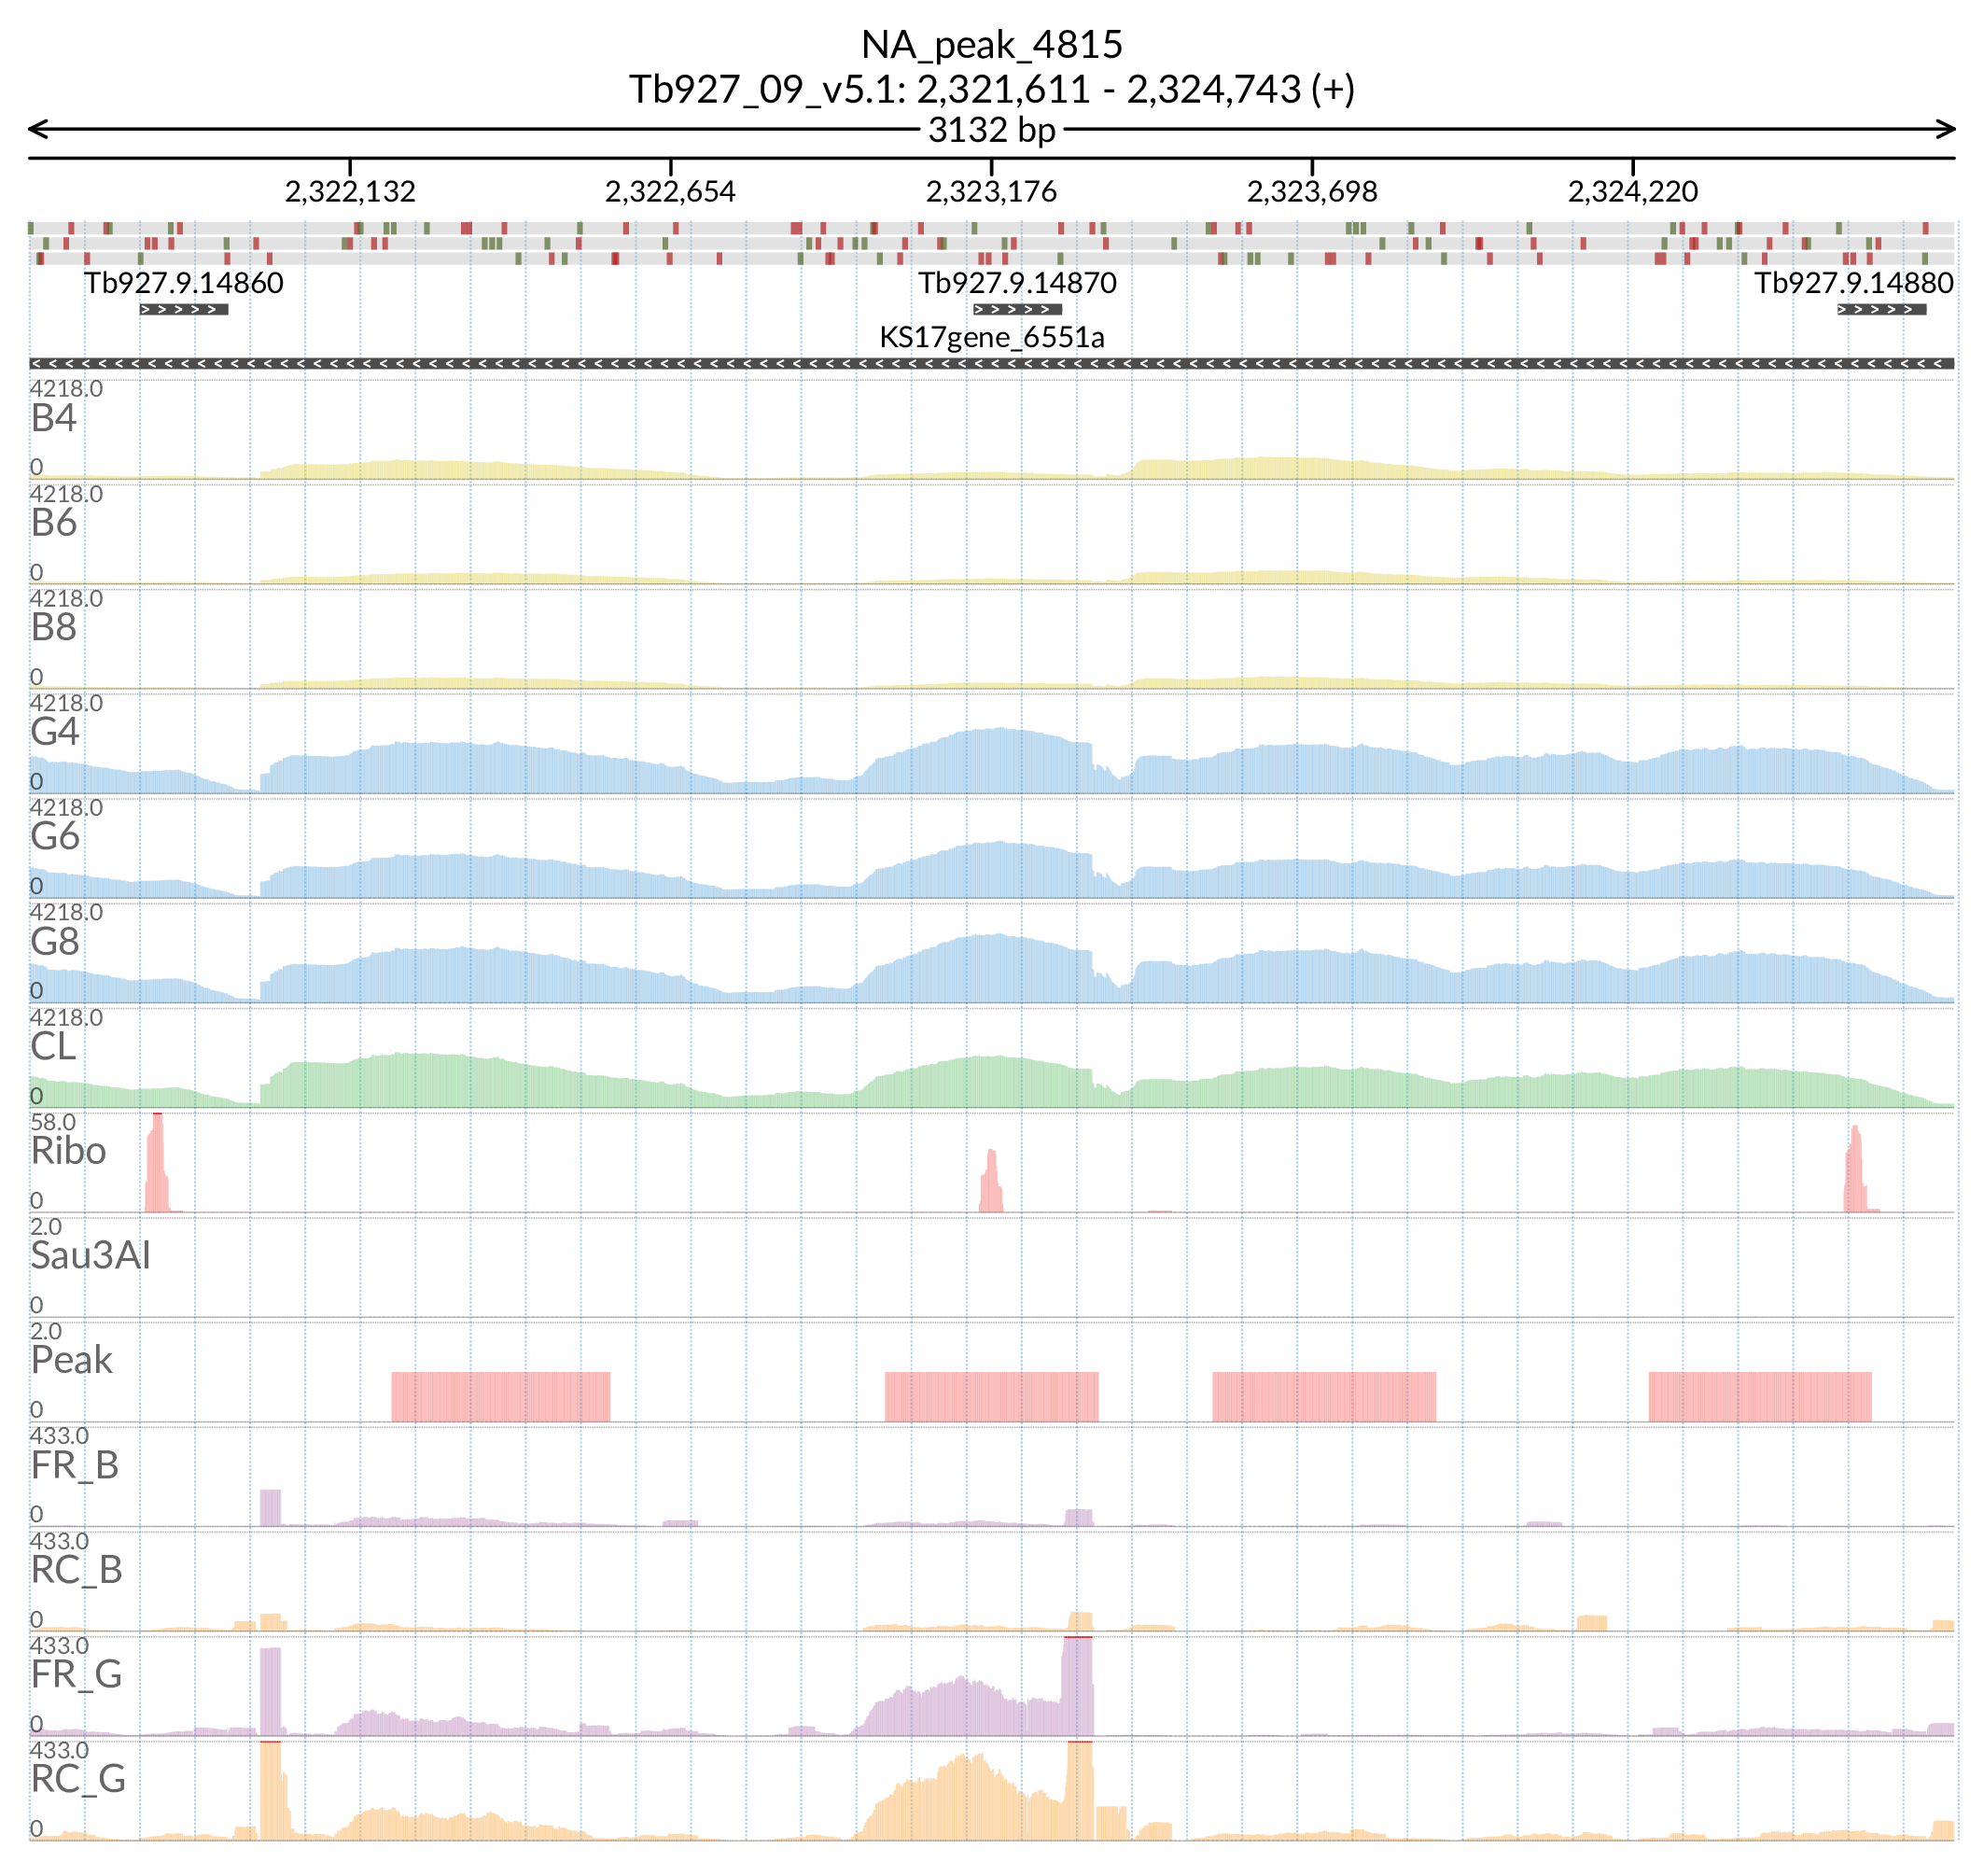 NA_peak_4815
Tb927_09_v5.1: 2,321,611 - 2,324,743 (+)
3132 bp
2,322,132 2,322,654 2,323,176 2,323,698 2,324,220
Tb927.9.14860 Tb927.9.14870 Tb927.9.14880
KS17gene_6551a
4218.0
B4
0
4218.0
B6
0
4218.0
B8
0
4218.0
G4
0
4218.0
G6
0
4218.0
G8
0
4218.0
CL
0
58.0
Ribo
0
2.0
Sau3AI
0
2.0
Peak
0
433.0
FR_B
0
433.0
RC_B
0
433.0
FR_G
0
433.0
RC_G
0